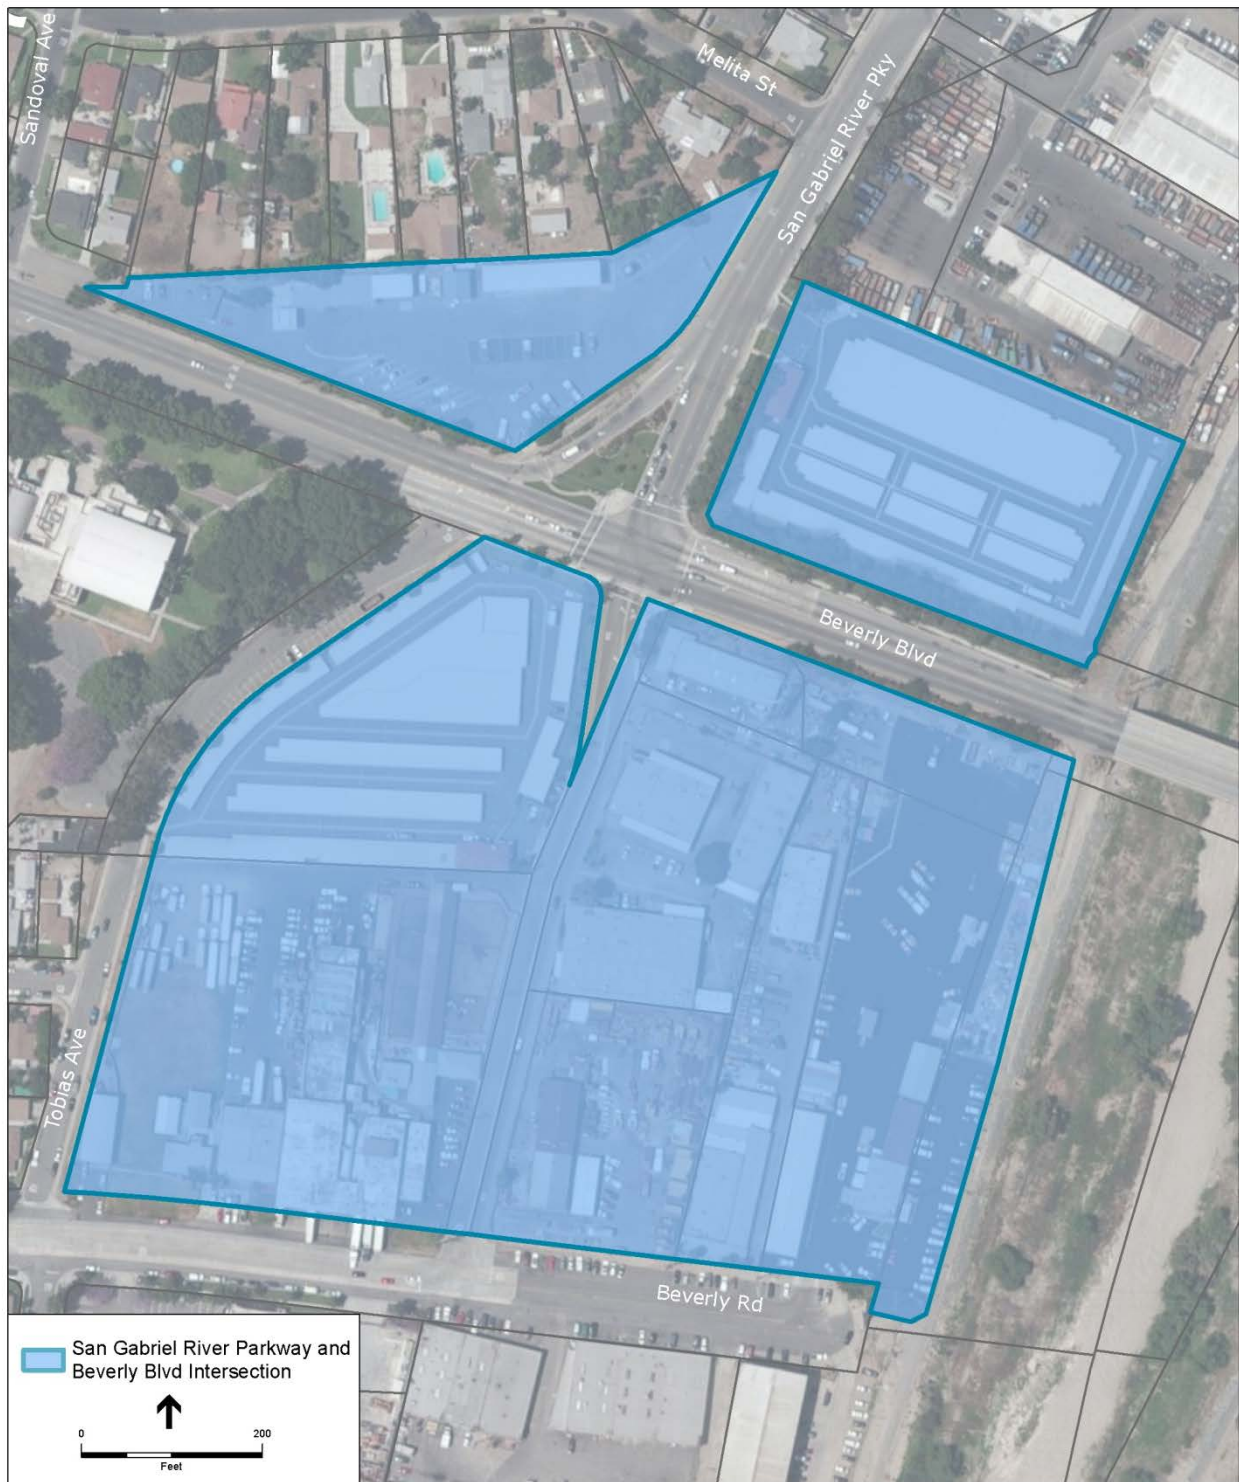 Sandoval Ave
Melita St
San Gabriel River Pky
Beverly Blvd
Tobias Ave
Beverly Rd
San Gabriel River Parkway and
Beverly Blvd Intersection
0 200
Feet